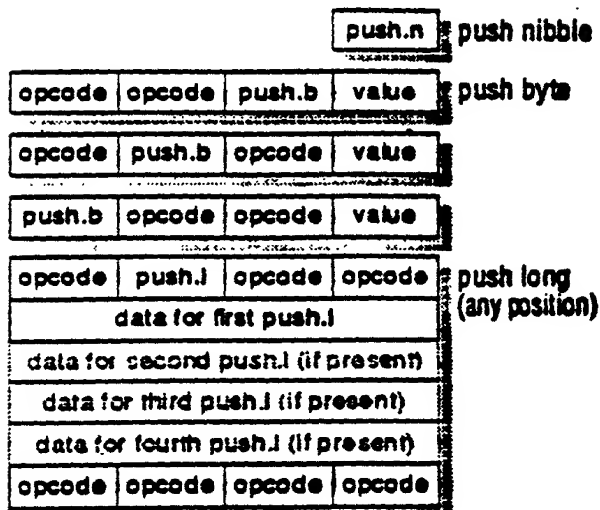 push.n push nibble
opcode opcode push.b value push byte
opcode push.b opcode value
push.b opcode opcode value
opcode push.l opcode opcode push long
(any position)
data for first push.l
data for second push.l (if present)
data for third push.l (if present)
data for fourth push.l (if present)
opcode opcode opcode opcode